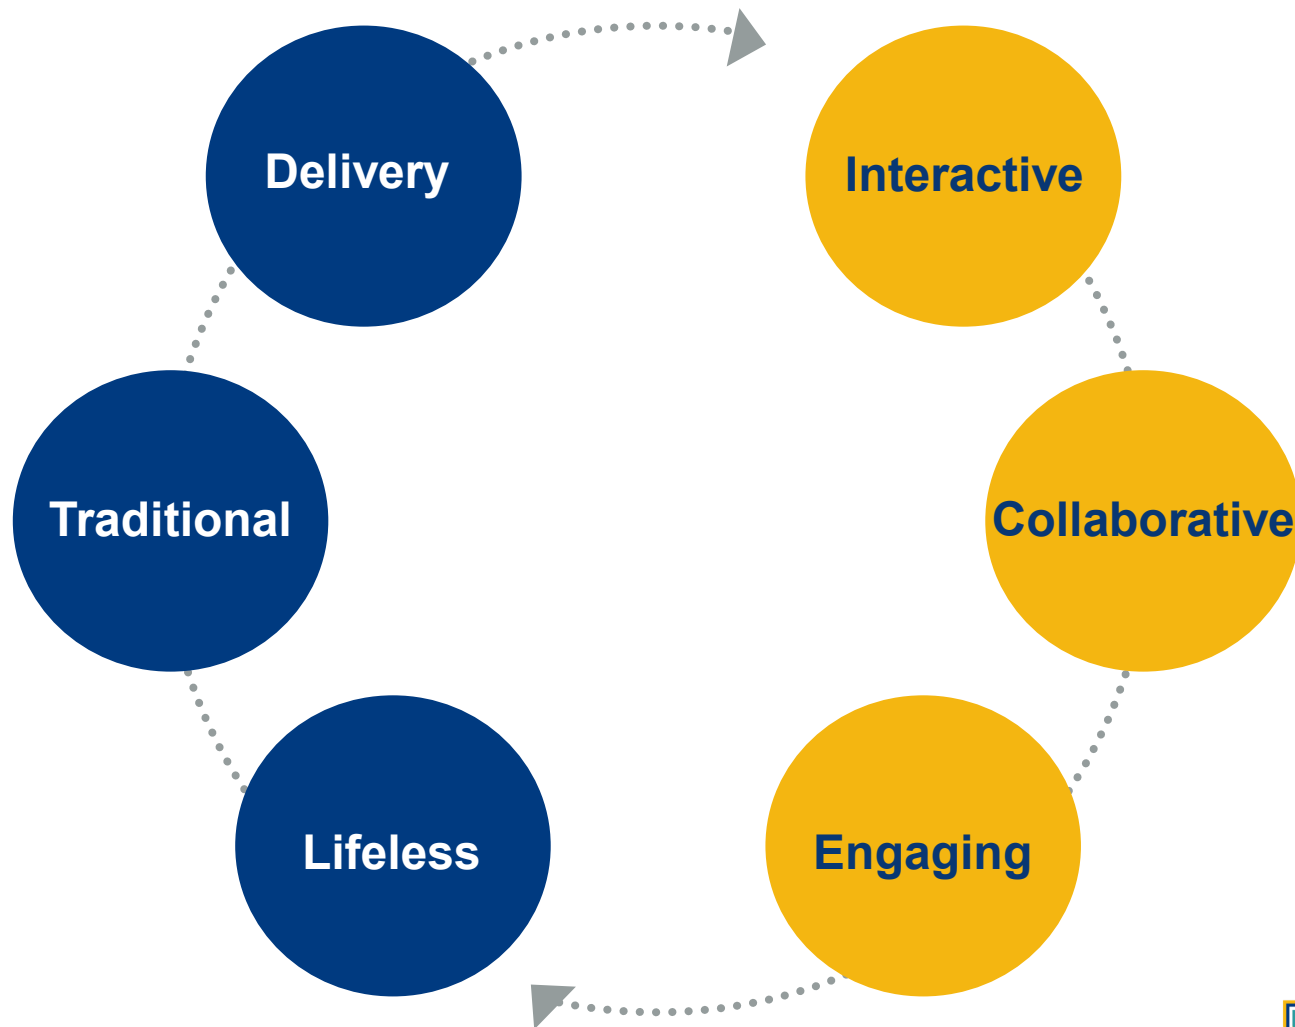 Delivery
Interactive
Traditional
Collaborative
Lifeless
Engaging